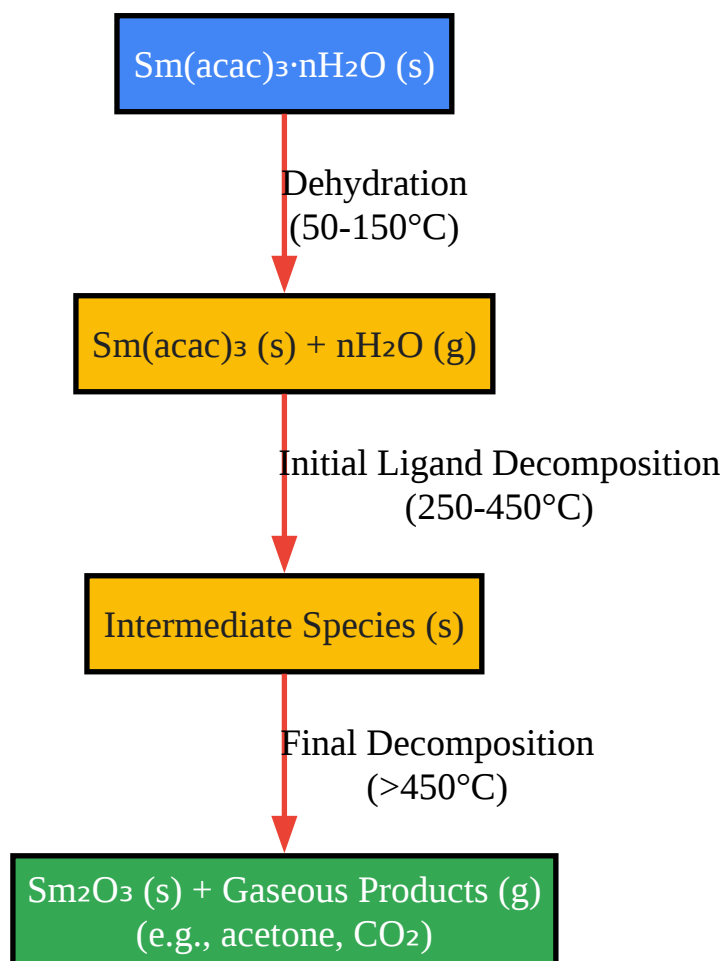 Sm(acac)₃·nH₂O (s)
Dehydration
(50-150°C)
Sm(acac)₃ (s) + nH₂O (g)
Initial Ligand Decomposition
(250-450°C)
Intermediate Species (s)
Final Decomposition
(>450°C)
Sm₂O₃ (s) + Gaseous Products (g)
(e.g., acetone, CO₂)